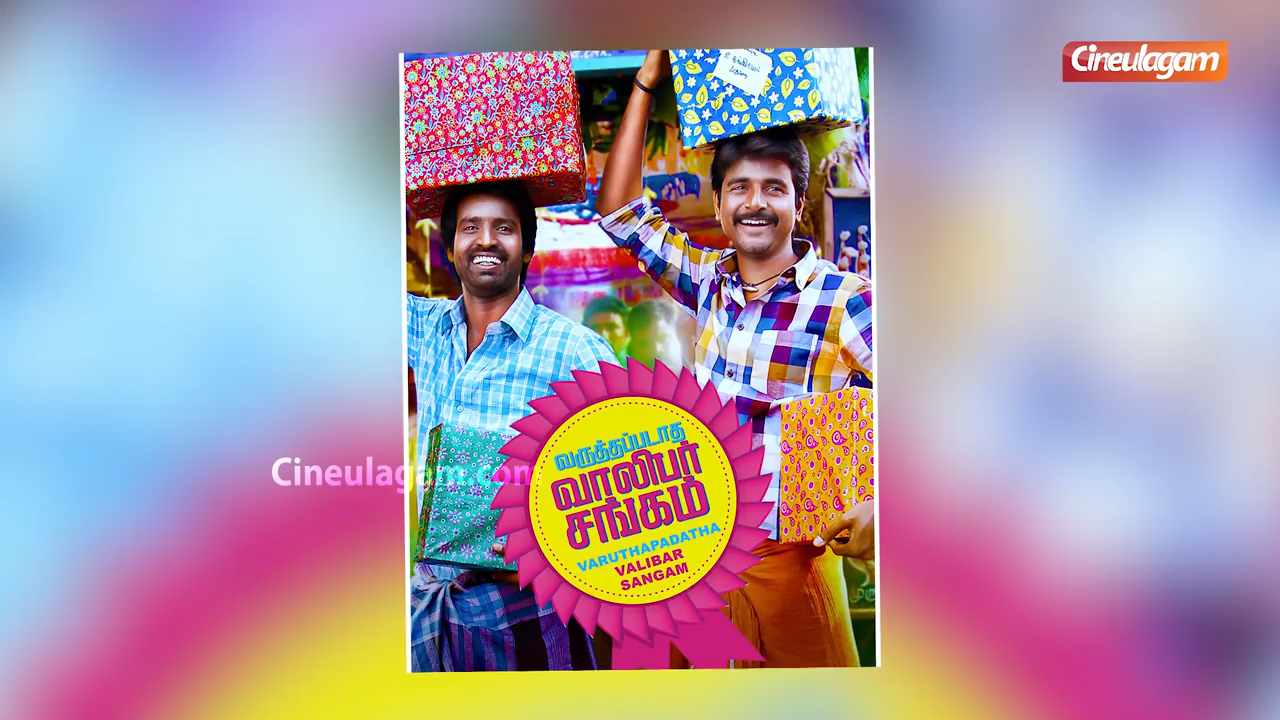 Cineulagam
Cineulagam.com
வருத்தப்படாத
வாலிபர்
சங்கம்
VARUTHAPADATHA
VALIBAR
SANGAM